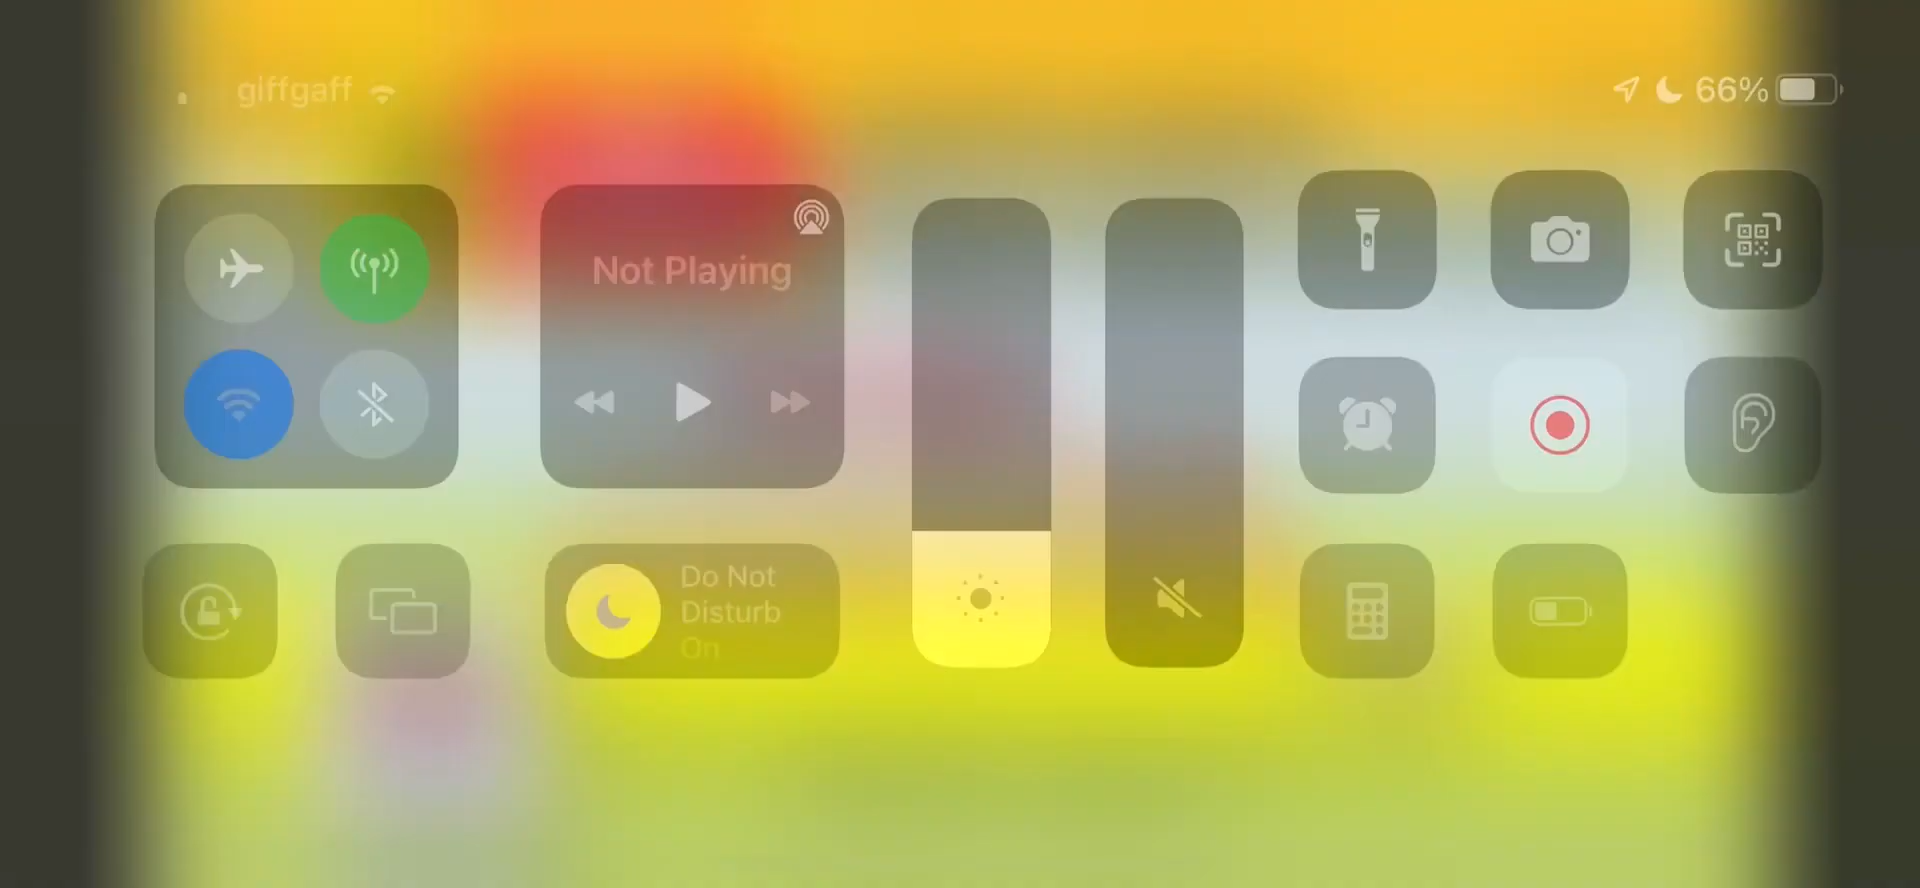 giffgaff
66%
Not Playing
Do Not
Disturb
On